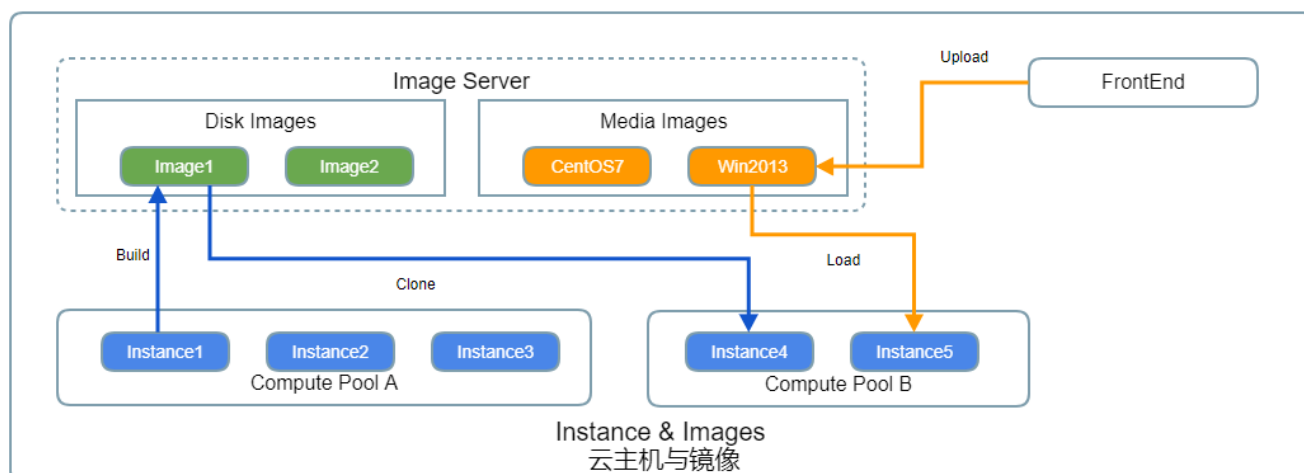 Upload
FrontEnd
Image Server
Disk Images
Media Images
Image1
Image2
CentOS7
Win2013
Build
Clone
Load
Instance1
Instance2
Instance3
Compute Pool A
Instance4
Instance5
Compute Pool B
Instance & Images
云主机与镜像